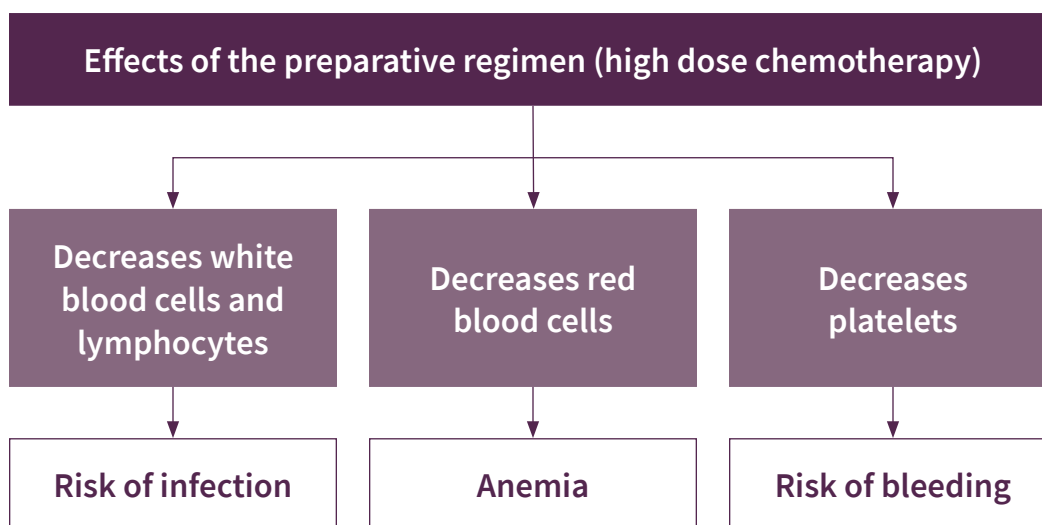 Effects of the preparative regimen (high dose chemotherapy)
Decreases white
blood cells and
lymphocytes
Decreases red
blood cells
Decreases
platelets
Risk of infection
Anemia
Risk of bleeding